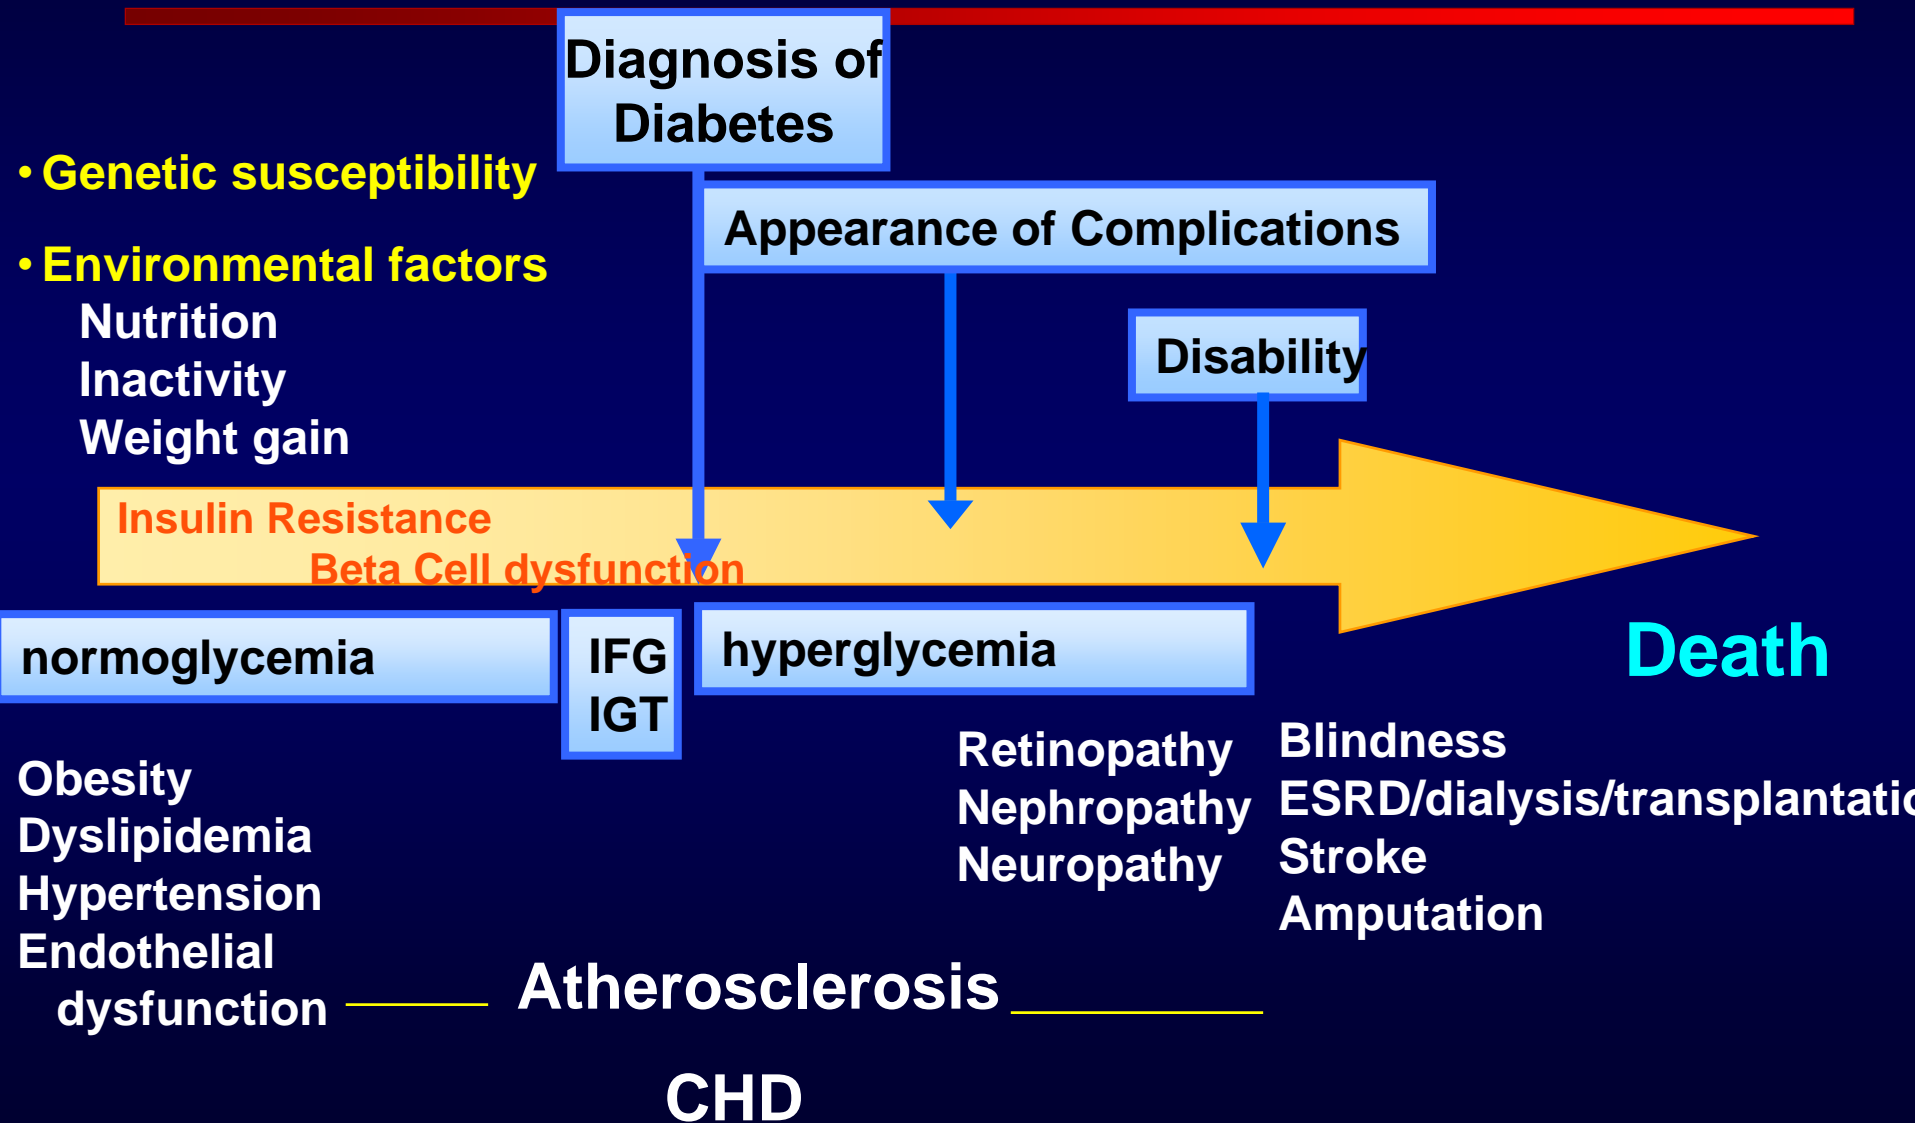 Diagnosis of
Diabetes
• Genetic susceptibility
• Environmental factors
Nutrition
Inactivity
Weight gain
Appearance of Complications
Disability
Insulin Resistance
Beta Cell dysfunction
normoglycemia
IFG
IGT
hyperglycemia
Death
Obesity
Dyslipidemia
Hypertension
Endothelial
dysfunction
Retinopathy
Nephropathy
Neuropathy
Blindness
ESRD/dialysis/transplantatio
Stroke
Amputation
Atherosclerosis
CHD